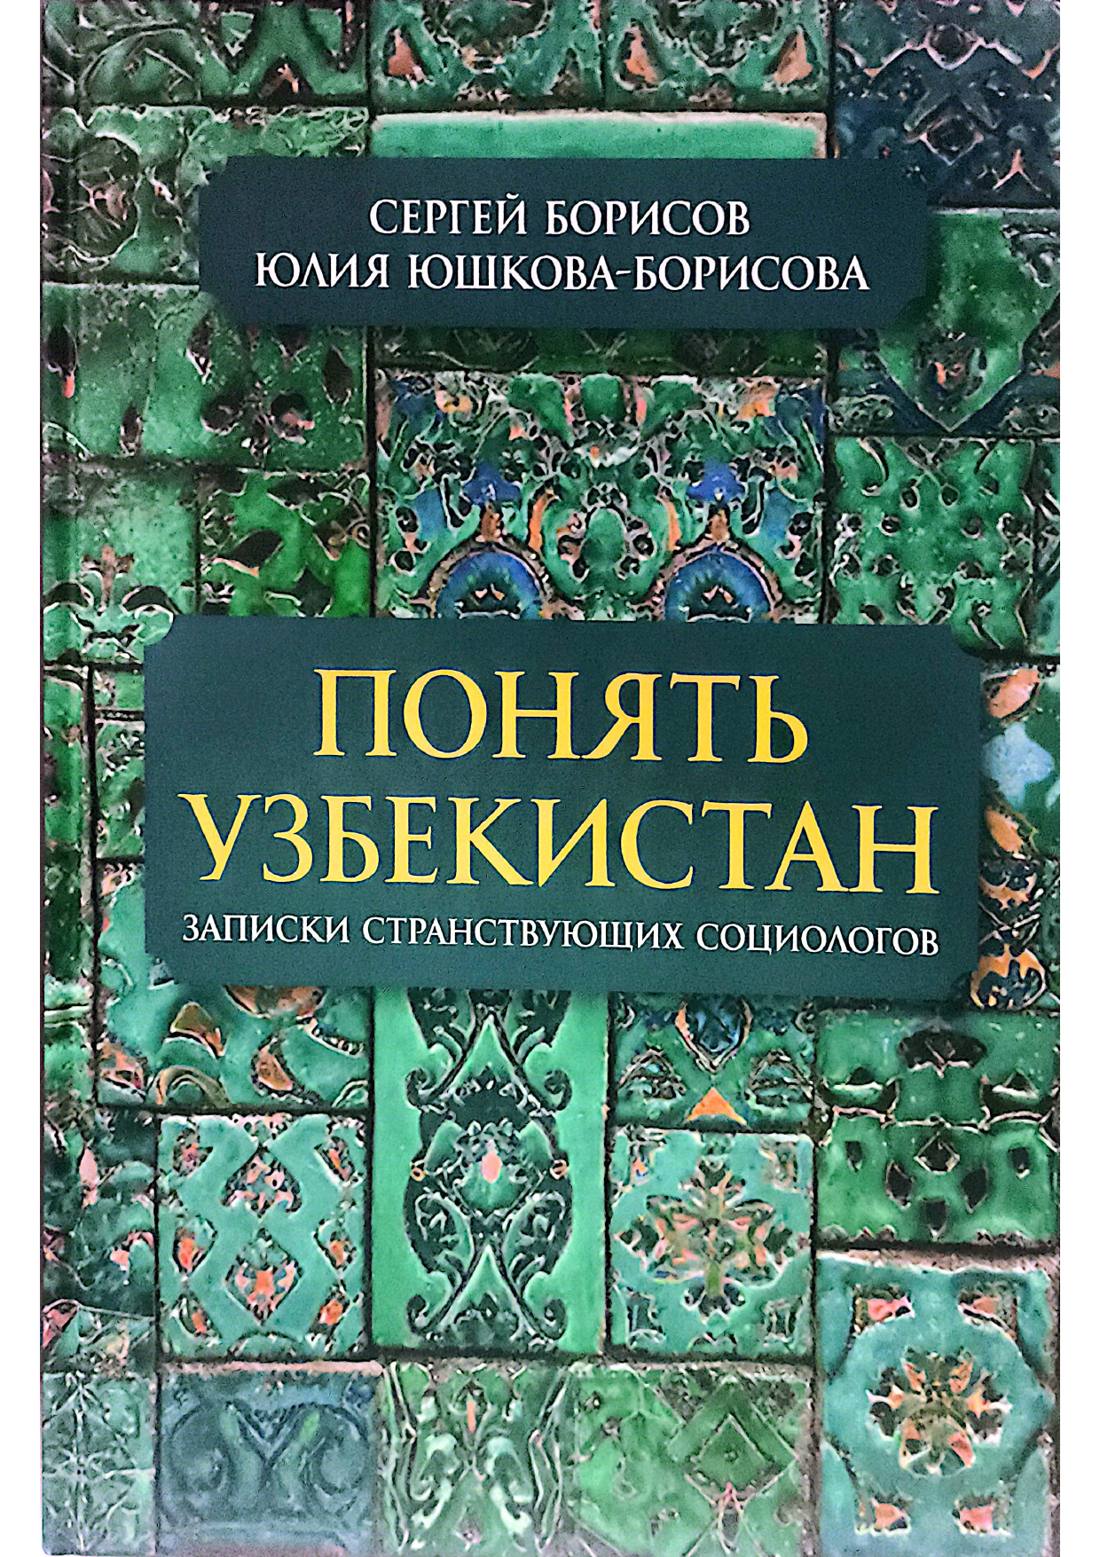 СЕРГЕЙ БОРИСОВ
ЮЛИЯ ЮШКОВА-БОРИСОВА
ПОНЯТЬ
УЗБЕКИСТАН
ЗАПИСКИ СТРАНСТВУЮЩИХ СОЦИОЛОГОВ